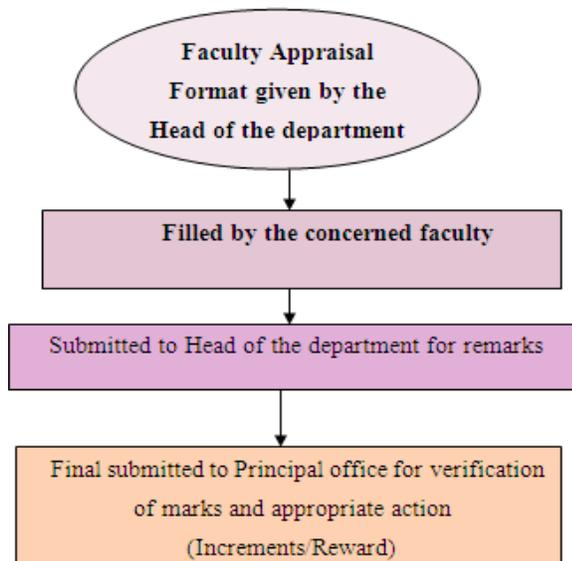 Faculty Appraisal
Format given by the
Head of the department
Filled by the concerned faculty
Submitted to Head of the department for remarks
Final submitted to Principal office for verification
of marks and appropriate action
(Increments/Reward)